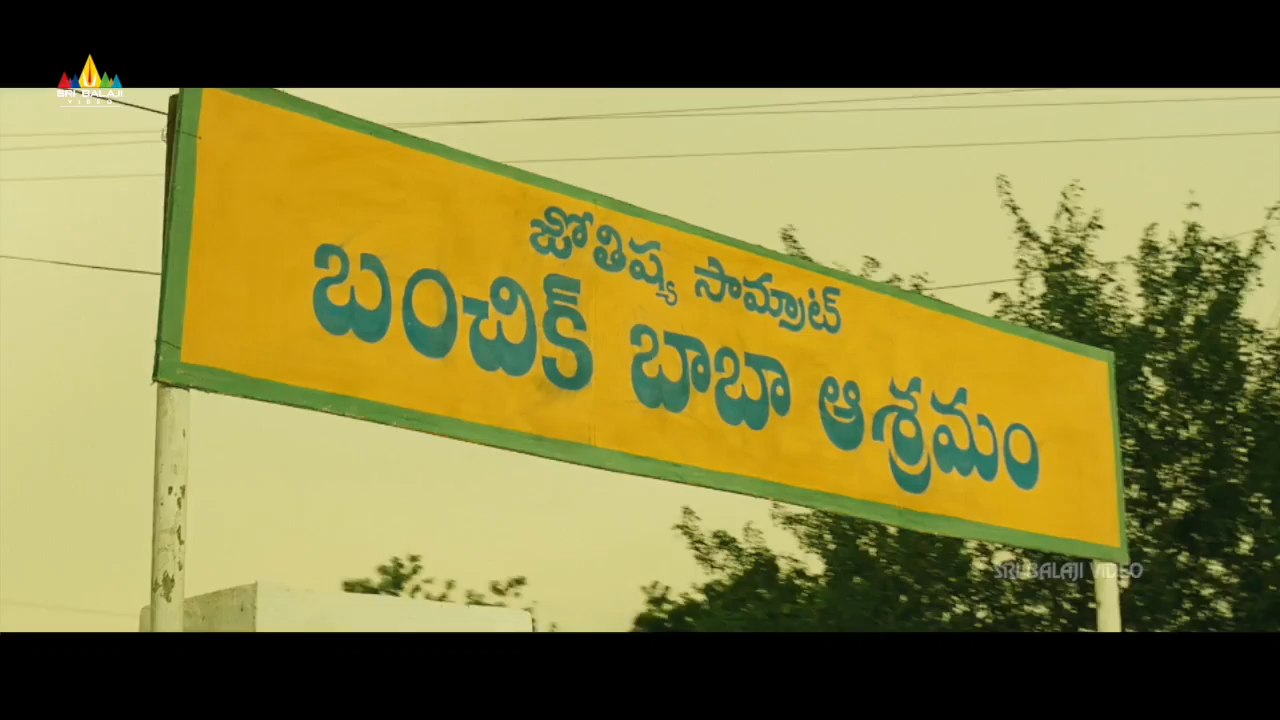 SRI BALAJI
VIDEO
జ్యోతిష్య సామ్రాట్
బంచిక్ బాబా ఆశ్రమం
SRI BALAJI VIDEO